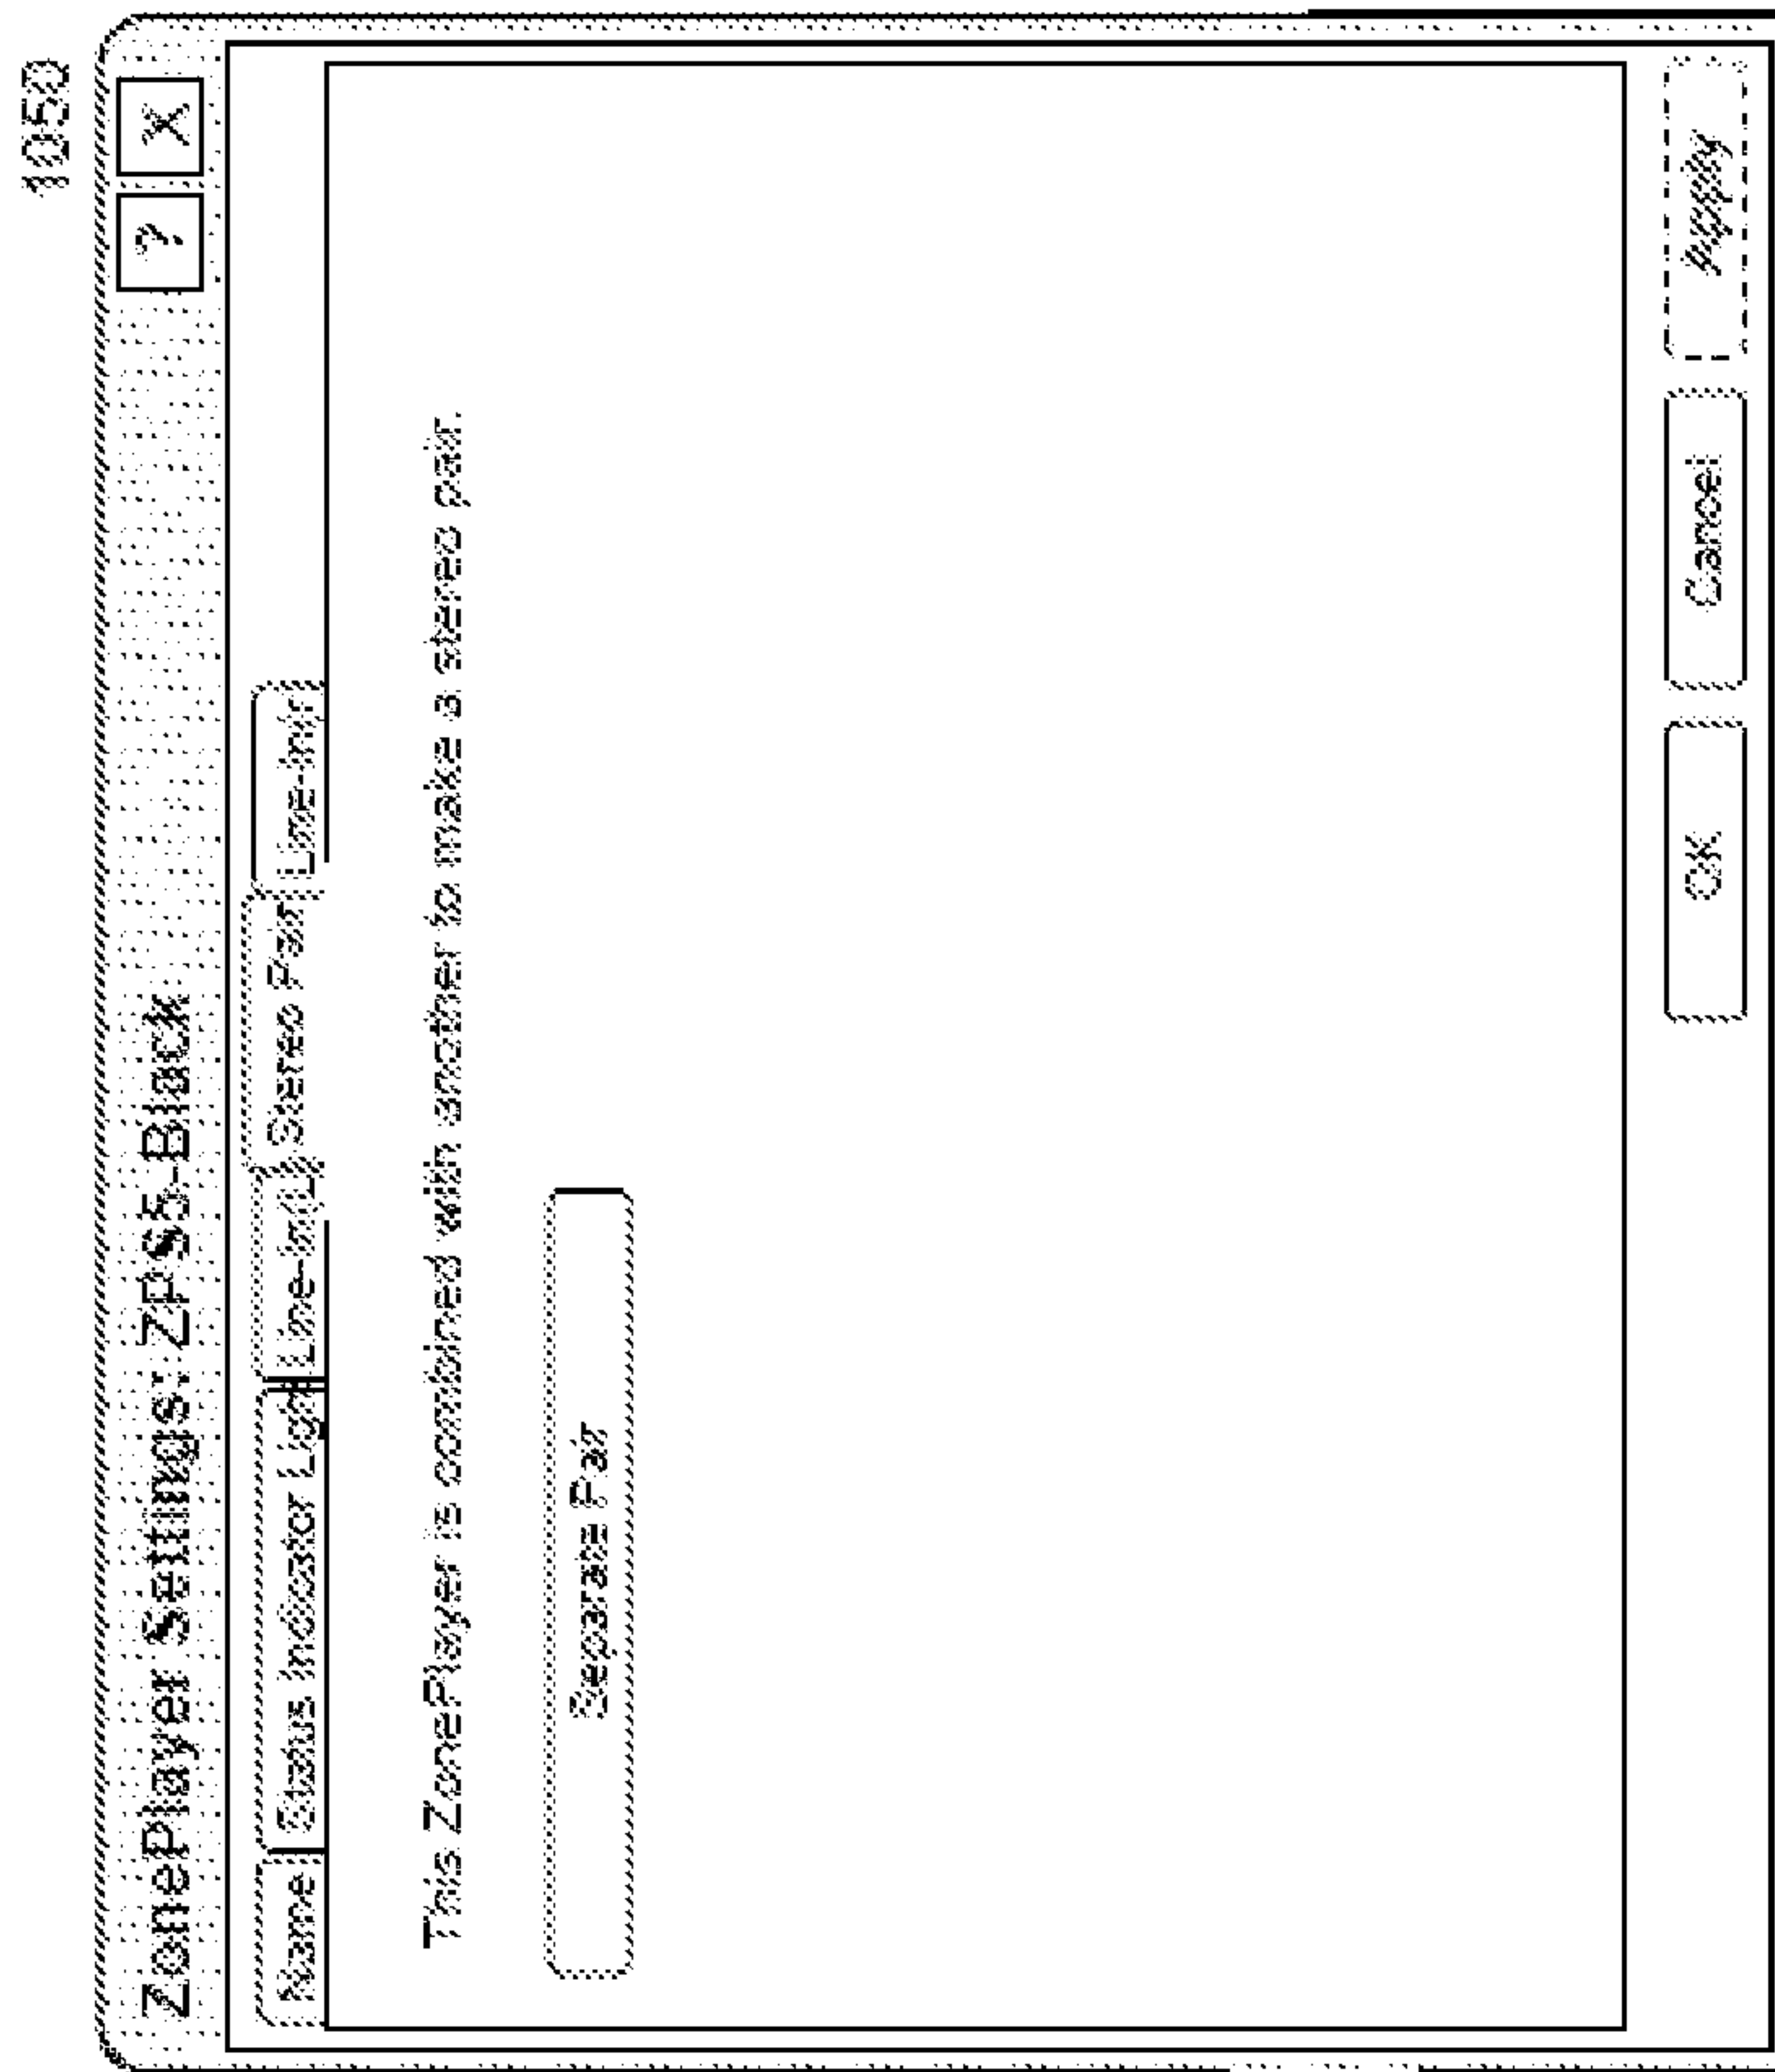 1050
ZonePlayer Settings: ZPS5-Black
? X
Name Status Indicator Ligh Line-In(L Stereo Pair Line-In(r
This ZonePlayer is combined with another to make a stereo pair.
Separate Pair
OK Cancel Apply